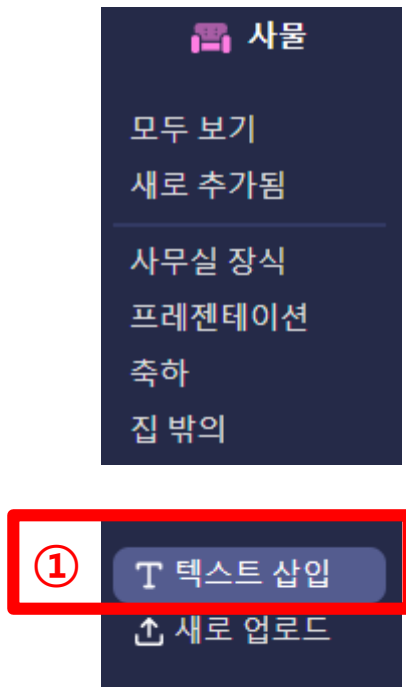 사물
모두 보기
새로 추가됨
사무실 장식
프레젠테이션
축하
집 밖의
① T 텍스트 삽입
새로 업로드